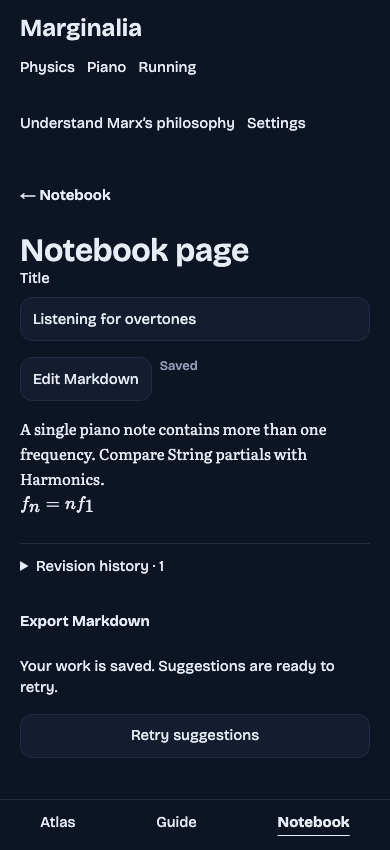 Marginalia
Physics Piano Running
Understand Marx's philosophy Settings
← Notebook
Notebook page
Title
Listening for overtones
Edit Markdown Saved
A single piano note contains more than one
frequency. Compare String partials with
Harmonics.
fₙ = nf₁
▶ Revision history · 1
Export Markdown
Your work is saved. Suggestions are ready to
retry.
Retry suggestions
Atlas Guide Notebook